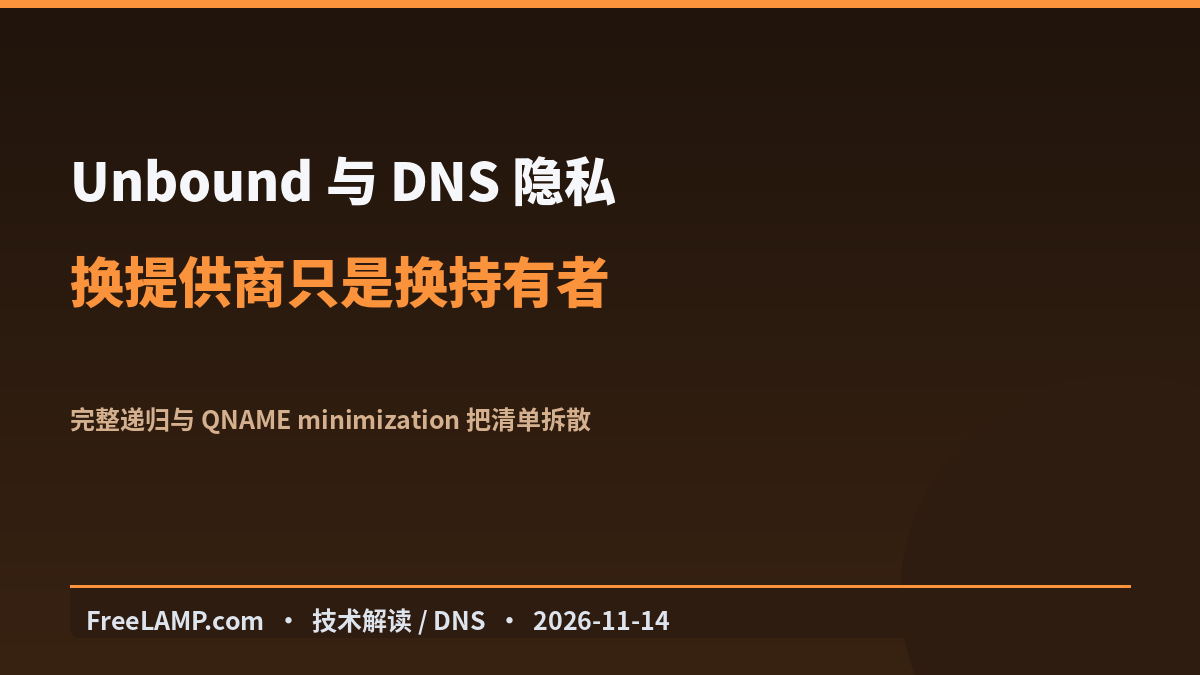 Unbound 与 DNS 隐私
换提供商只是换持有者
完整递归与 QNAME minimization 把清单拆散
FreeLAMP.com • 技术解读 / DNS • 2026-11-14